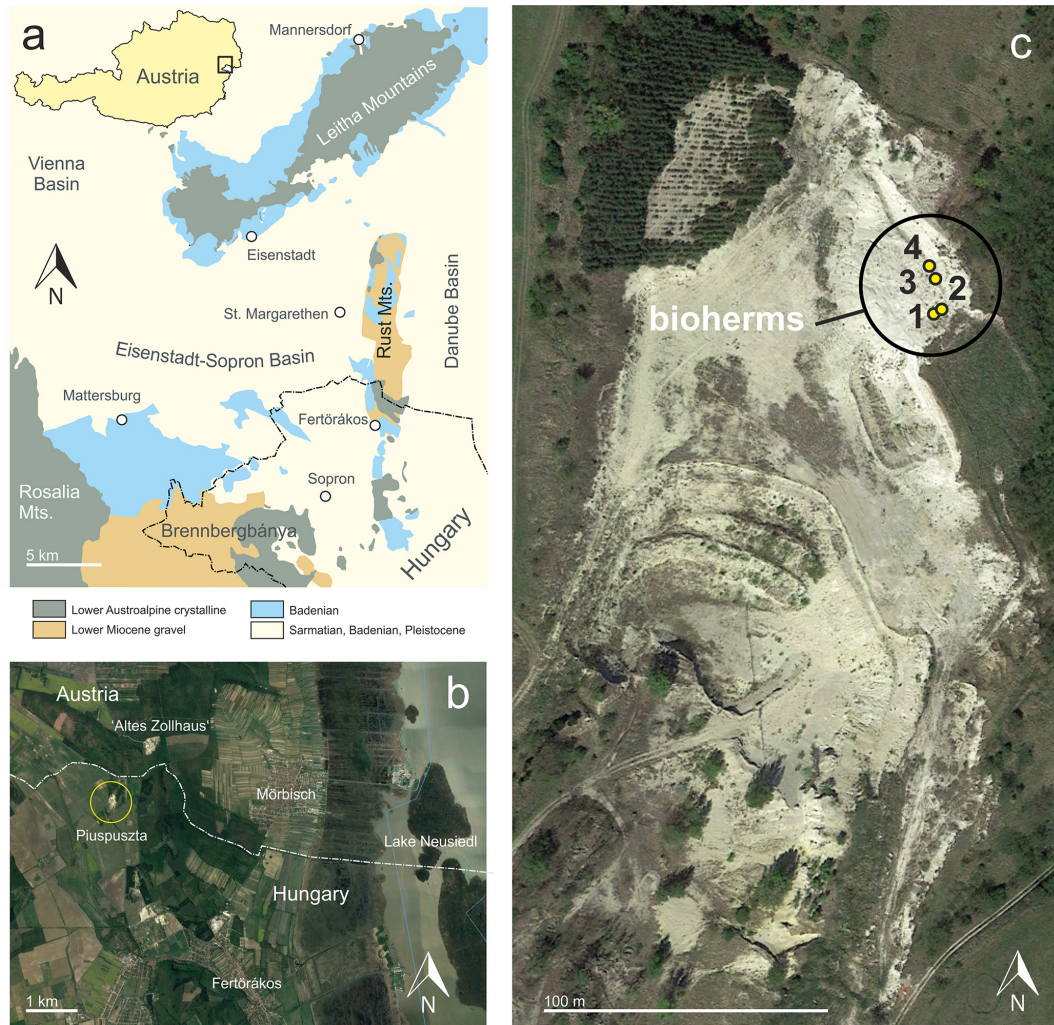 a
Austria
Mannersdorf
Leitha Mountains
Vienna
Basin
Eisenstadt
N
St. Margarethen
Rust Mts.
Danube Basin
Eisenstadt-Sopron Basin
Mattersburg
Fertörákos
Sopron
Rosalia
Mts.
Brennbergbánya
Hungary
5 km
Lower Austroalpine crystalline
Badenian
Lower Miocene gravel
Sarmatian, Badenian, Pleistocene
b
Austria
'Altes Zollhaus'
Mörbisch
Piuspuszta
Lake Neusiedl
Hungary
Fertörákos
1 km
N
c
4
3
2
1
bioherms
100 m
N